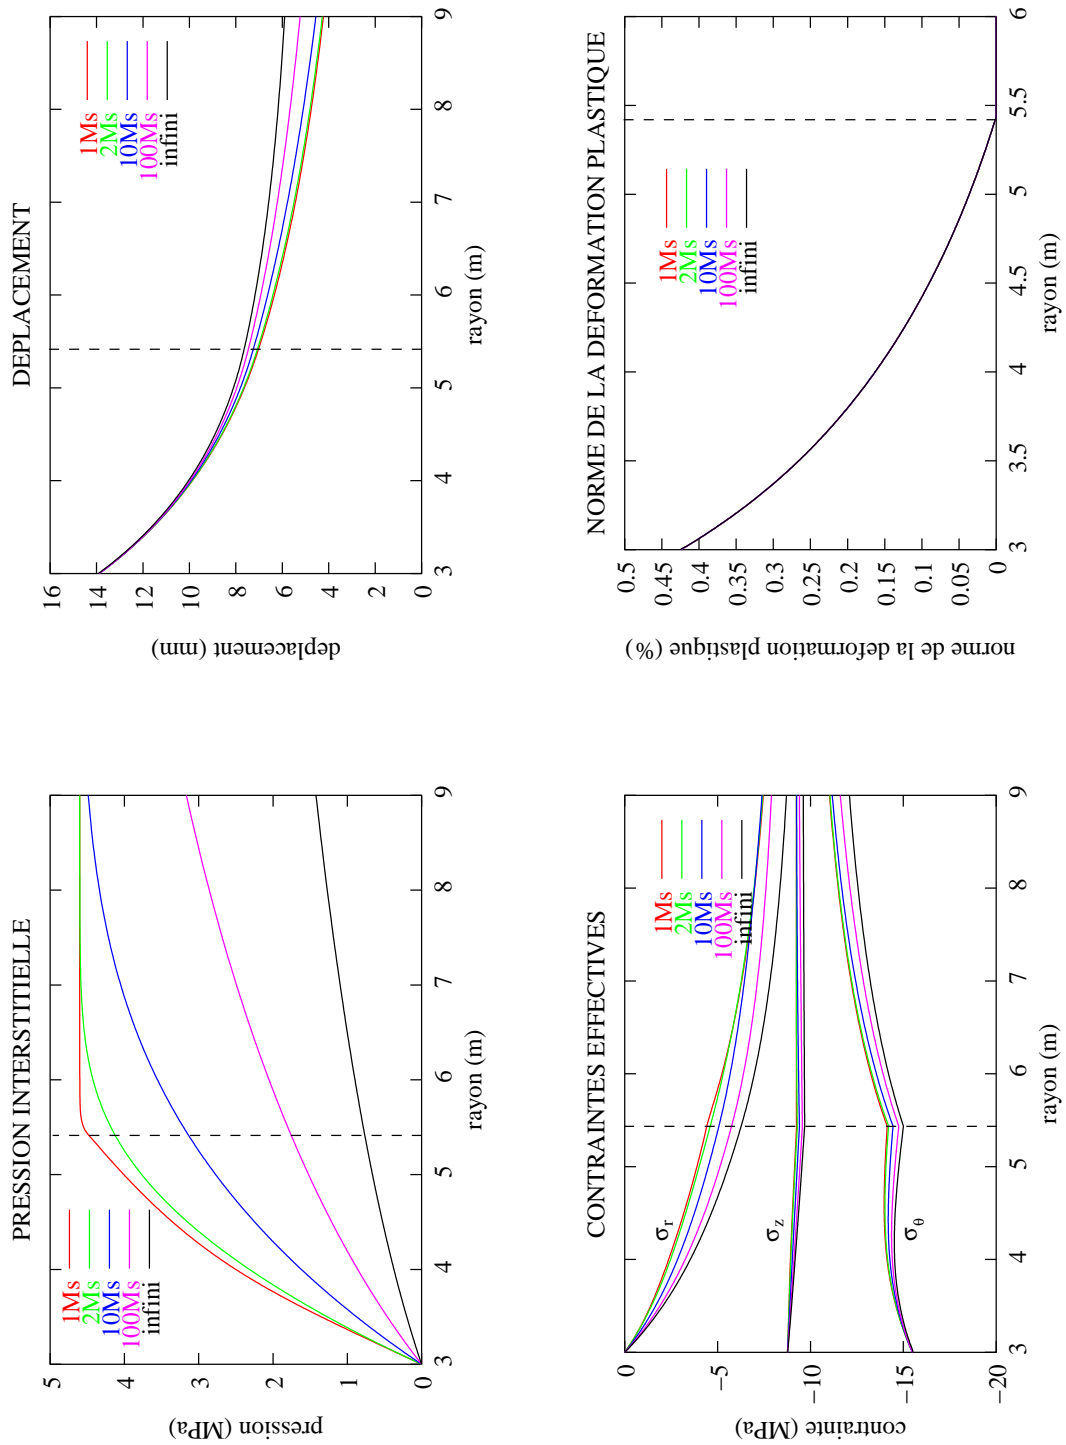 PRESSION INTERSTITIELLE
1Ms
2Ms
10Ms
100Ms
infini
5
4
3
2
1
0
3
4
5
6
7
8
9
pression (MPa)
rayon (m)
DEPLACEMENT
1Ms
2Ms
10Ms
100Ms
infini
16
14
12
10
8
6
4
2
0
3
4
5
6
7
8
9
deplacement (mm)
rayon (m)
CONTRAINTES EFFECTIVES
1Ms
2Ms
10Ms
100Ms
infini
σr
σz
σθ
0
−5
−10
−15
−20
3
4
5
6
7
8
9
contrainte (MPa)
rayon (m)
NORME DE LA DEFORMATION PLASTIQUE
1Ms
2Ms
10Ms
100Ms
infini
0.5
0.45
0.4
0.35
0.3
0.25
0.2
0.15
0.1
0.05
0
3
3.5
4
4.5
5
5.5
6
norme de la deformation plastique (%)
rayon (m)